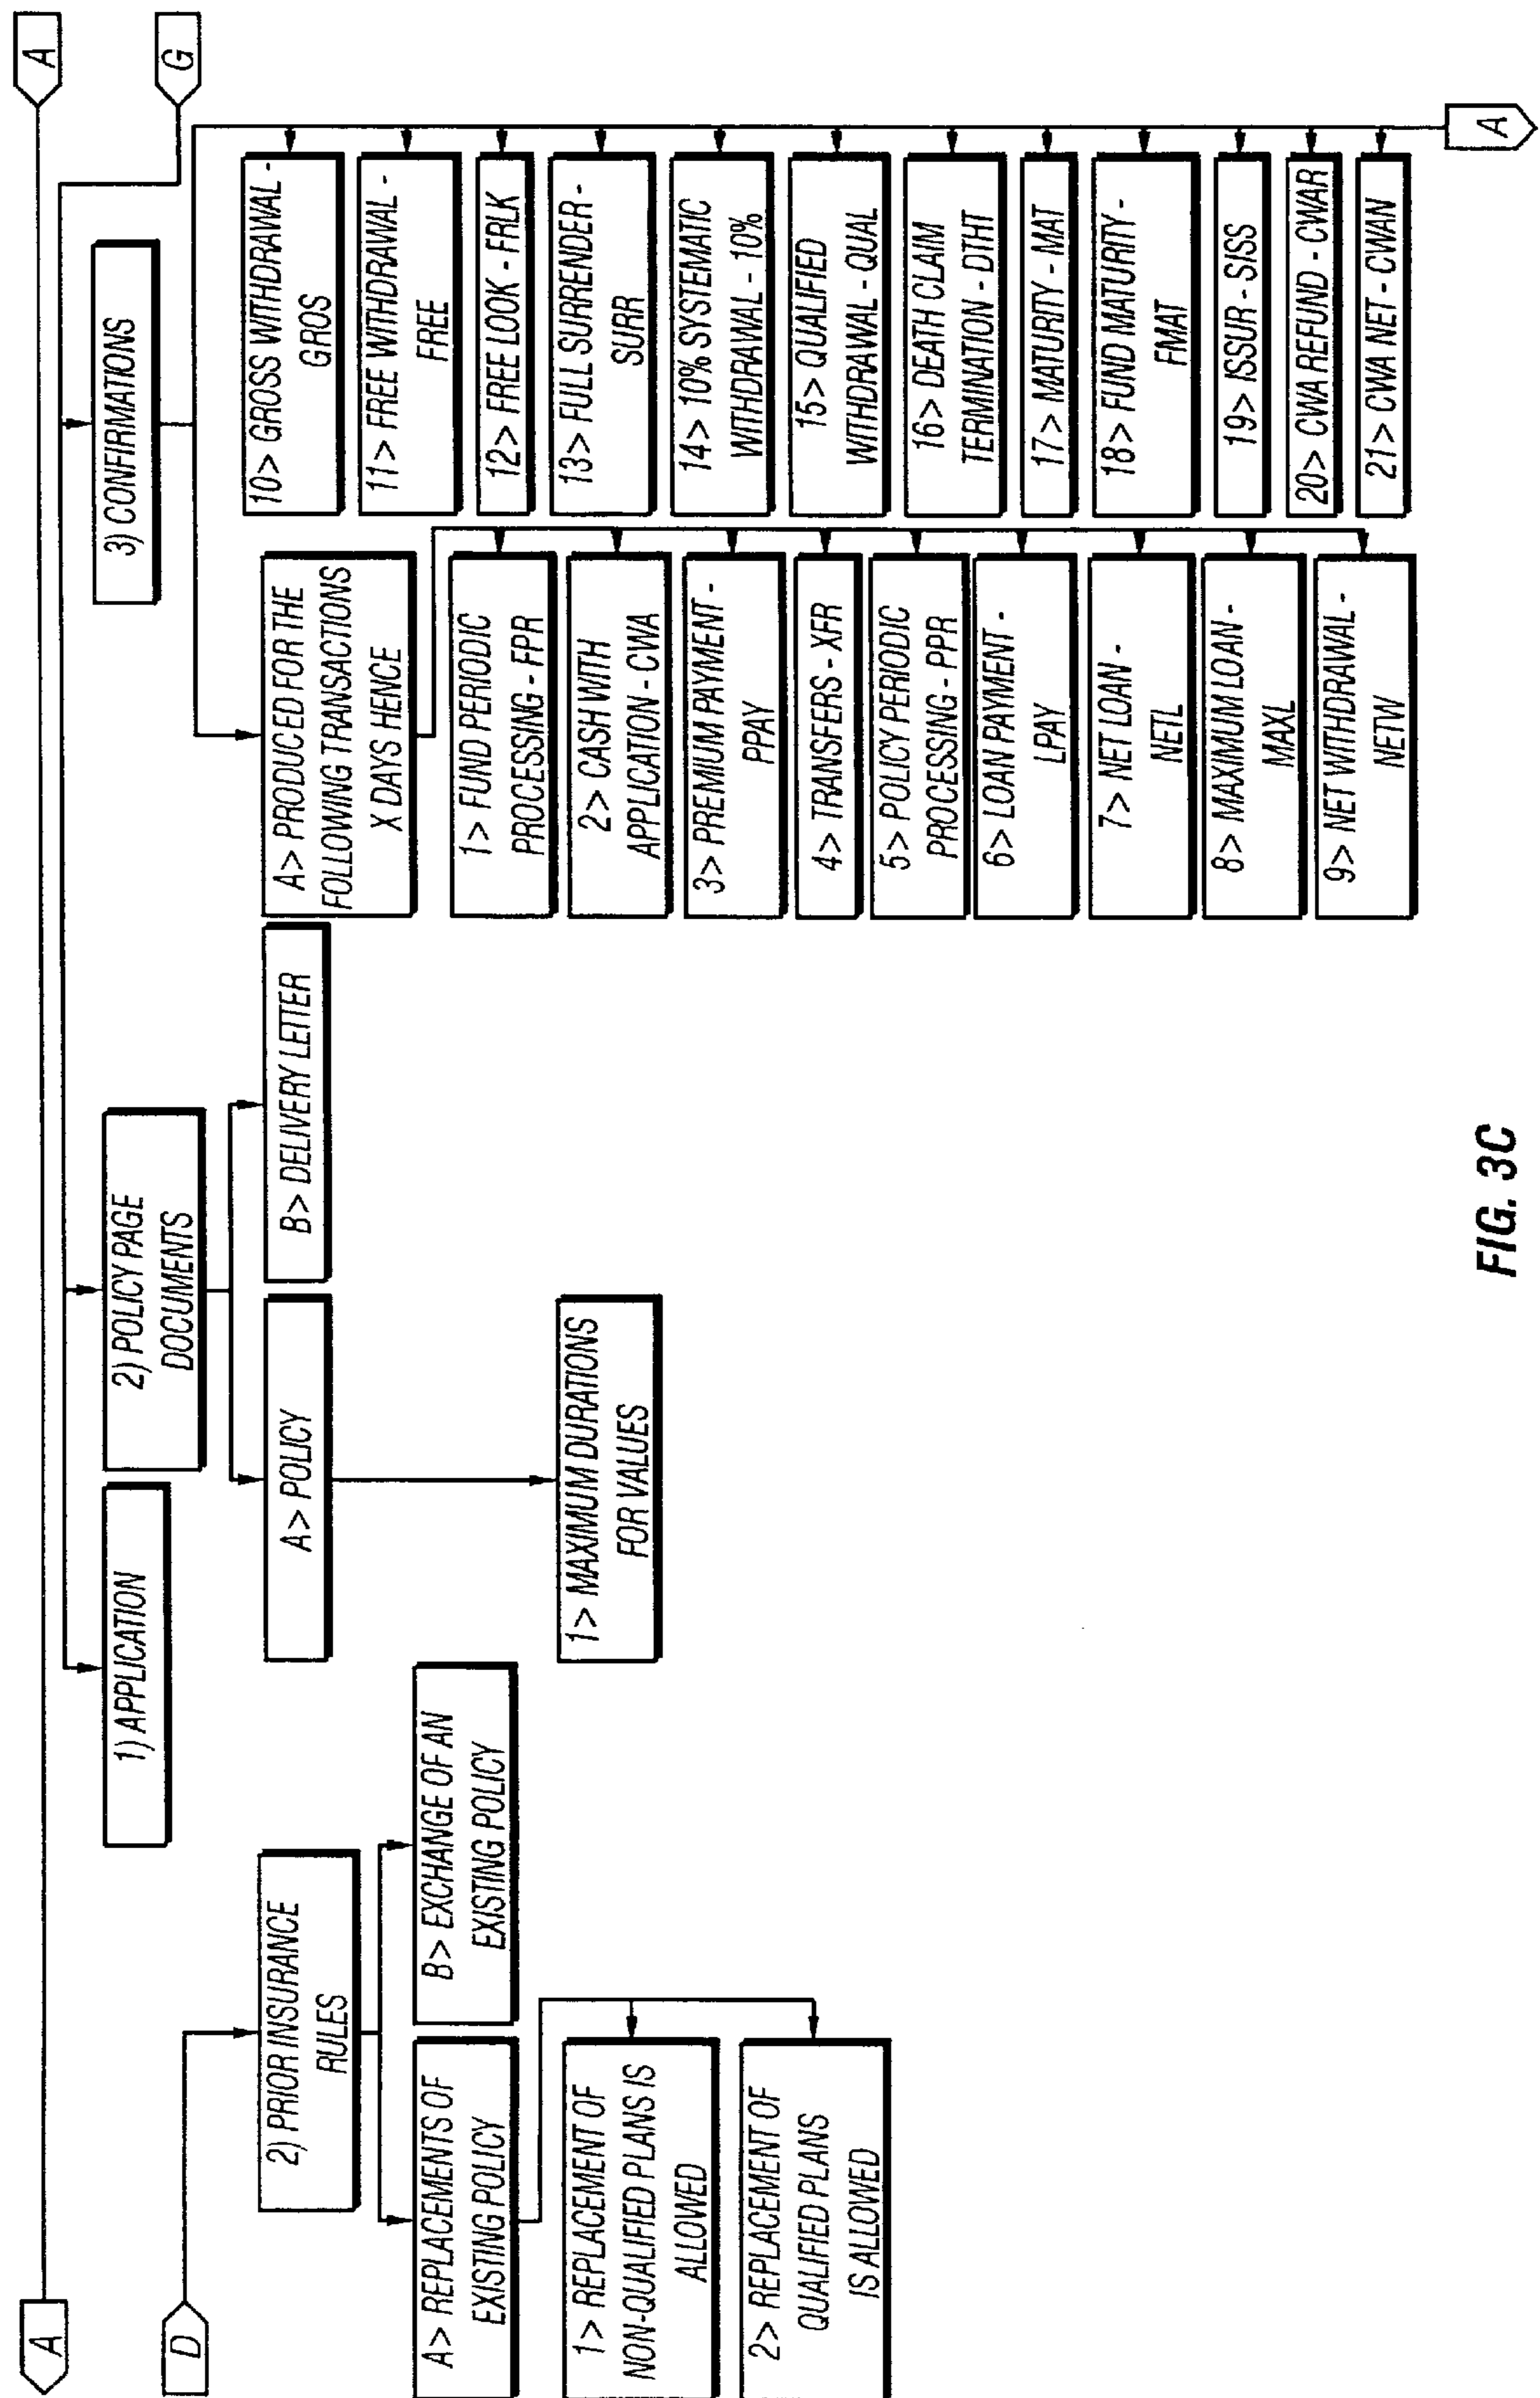 A
A
D
G
2) PRIOR INSURANCE
RULES
A> REPLACEMENTS OF
EXISTING POLICY
B> EXCHANGE OF AN
EXISTING POLICY
1> REPLACEMENT OF
NON-QUALIFIED PLANS IS
ALLOWED
2> REPLACEMENT OF
QUALIFIED PLANS
IS ALLOWED
1) APPLICATION
2) POLICY PAGE
DOCUMENTS
A> POLICY
B> DELIVERY LETTER
1> MAXIMUM DURATIONS
FOR VALUES
3) CONFIRMATIONS
A> PRODUCED FOR THE
FOLLOWING TRANSACTIONS
X DAYS HENCE
1> FUND PERIODIC
PROCESSING - FPR
2> CASH WITH
APPLICATION - CWA
3> PREMIUM PAYMENT -
PPAY
4> TRANSFERS - XFR
5> POLICY PERIODIC
PROCESSING - PPR
6> LOAN PAYMENT -
LPAY
7> NET LOAN -
NETL
8> MAXIMUM LOAN -
MAXL
9> NET WITHDRAWAL -
NETW
10> GROSS WITHDRAWAL -
GROS
11> FREE WITHDRAWAL -
FREE
12> FREE LOOK - FRLK
13> FULL SURRENDER -
SURR
14> 10% SYSTEMATIC
WITHDRAWAL - 10%
15> QUALIFIED
WITHDRAWAL - QUAL
16> DEATH CLAIM
TERMINATION - DTHT
17> MATURITY - MAT
18> FUND MATURITY -
FMAT
19> ISSUR - SISS
20> CWA REFUND - CWAR
21> CWA NET - CWAN
A
FIG. 3C